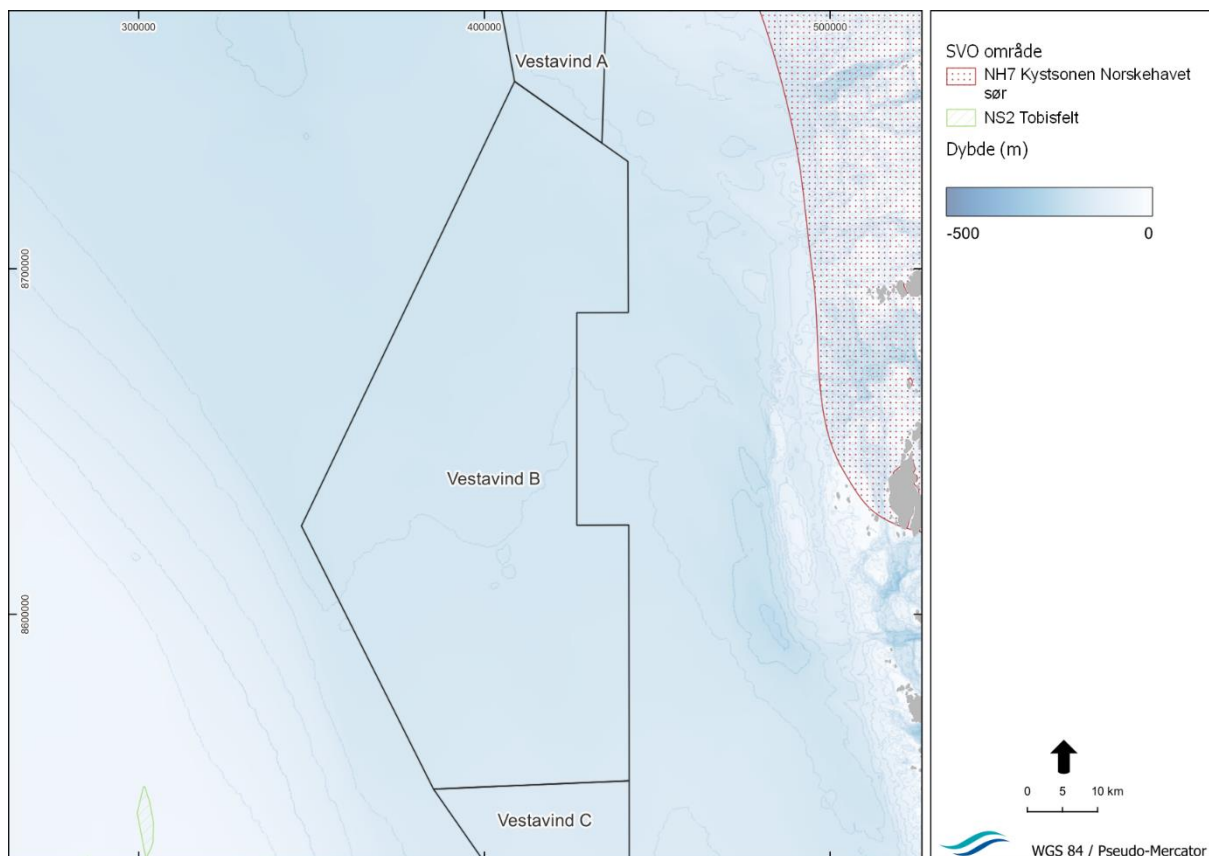 300000
400000
500000
8700000
8600000
Vestavind A
Vestavind B
Vestavind C
SVO område
NH7 Kystsonen Norskehavet
sør
NS2 Tobisfelt
Dybde (m)
-500 0
0 5 10 km
WGS 84 / Pseudo-Mercator